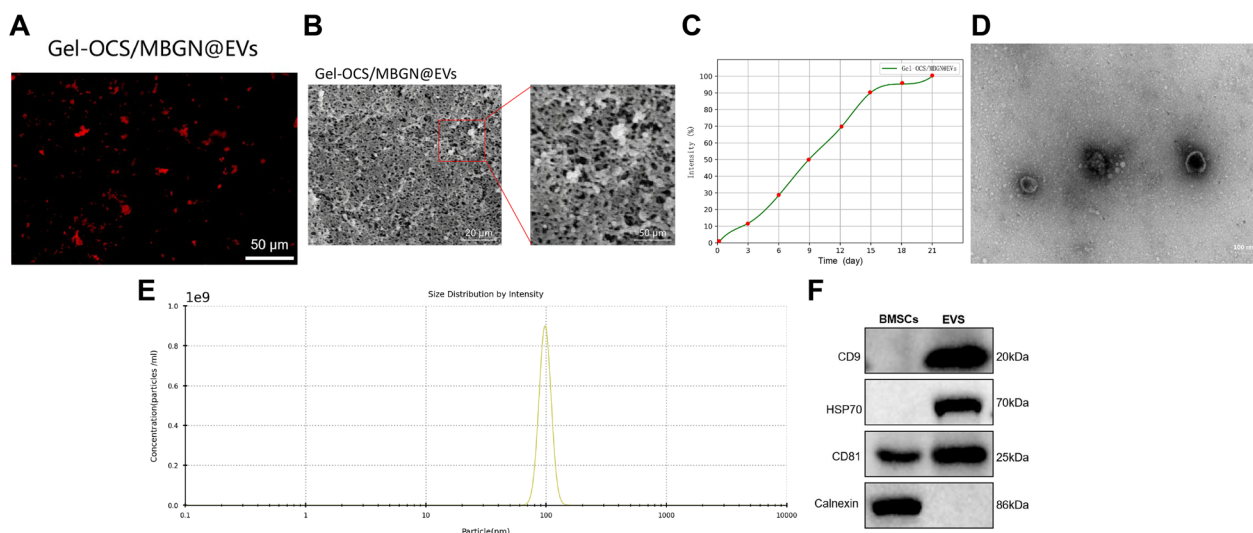 A
Gel-OCS/MBGN@EVs
50 μm
B
Gel-OCS/MBGN@EVs
20 μm
50 μm
C
100
90
80
70
60
50
40
30
20
10
0
Intensity (%)
Gel-OCS/MBGN@EVs
0 3 6 9 12 15 18 21
Time (day)
D
100 nm
E
1e9
Size Distribution by Intensity
1.0
0.8
0.6
0.4
0.2
0.0
Concentration(particles /ml)
0.1 1 10 100 1000 10000
Particle(nm)
F
BMSCs EVS
CD9 20kDa
HSP70 70kDa
CD81 25kDa
Calnexin 86kDa